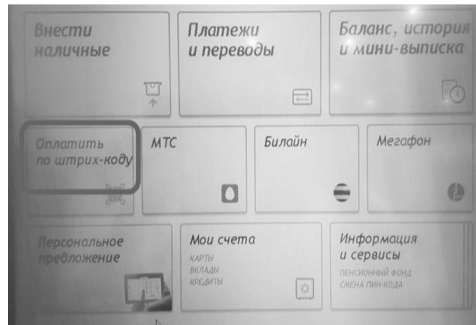 Внести
наличные
Платежи
и переводы
Баланс, история
и мини-выписка
Оплатить
по штрих-коду
МТС
Билайн
Мегафон
Персональное
предложение
Мои счета
КАРТЫ
ВКЛАДЫ
КРЕДИТЫ
Информация
и сервисы
ПЕНСИОННЫЙ ФОНД
СМЕНА ПИН-КОДА